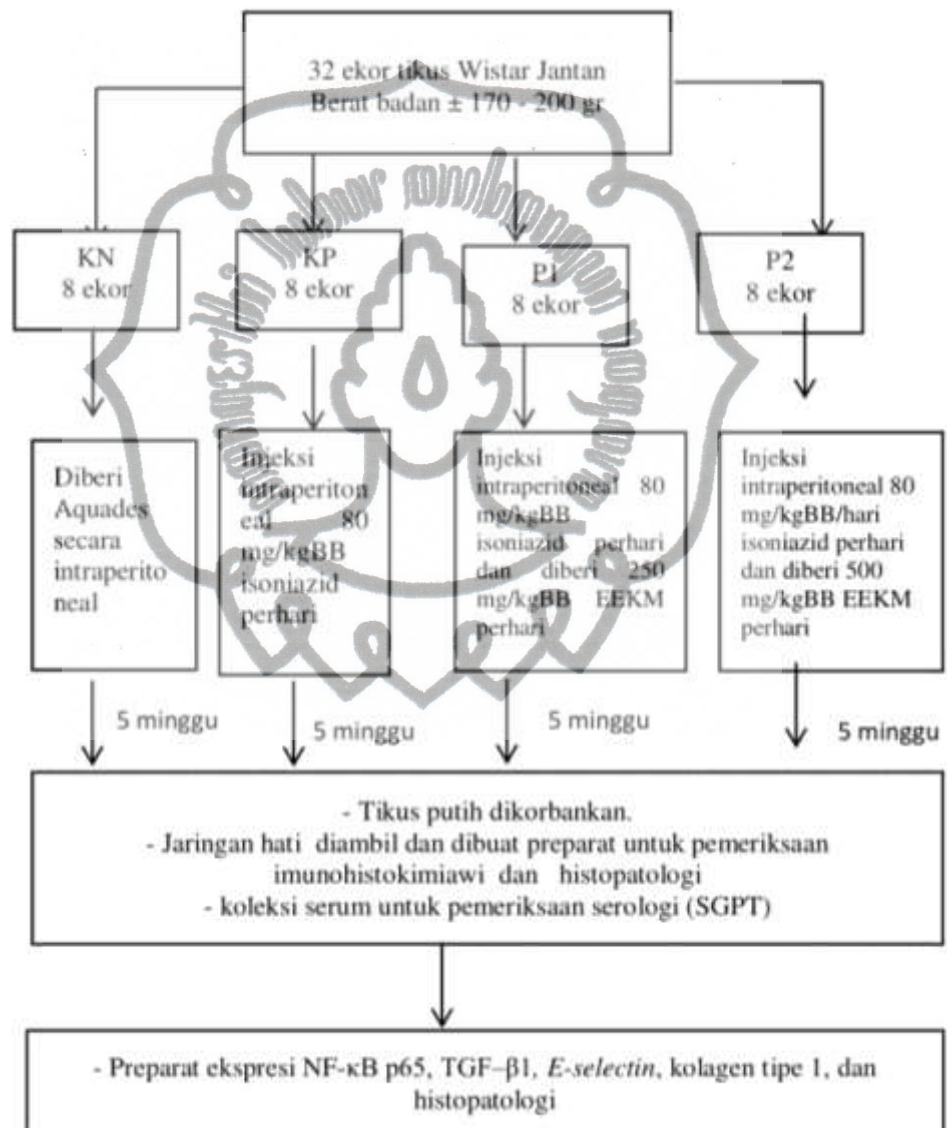 32 ekor tikus Wistar Jantan
Berat badan ± 170 - 200 gr
KN
8 ekor
KP
8 ekor
P1
8 ekor
P2
8 ekor
Diberi
Aquades
secara
intraperito
neal
Injeksi
intraperiton
eal 80
mg/kgBB
isoniazid
perhari
Injeksi
intraperitoneal 80
mg/kgBB
isoniazid perhari
dan diberi 250
mg/kgBB EEKM
perhari
Injeksi
intraperitoneal 80
mg/kgBB/hari
isoniazid perhari
dan diberi 500
mg/kgBB EEKM
perhari
5 minggu
5 minggu
5 minggu
5 minggu
- Tikus putih dikorbankan.
- Jaringan hati diambil dan dibuat preparat untuk pemeriksaan
imunohistokimiawi dan histopatologi
- koleksi serum untuk pemeriksaan serologi (SGPT)
- Preparat ekspresi NF-κB p65, TGF–β1, E-selectin, kolagen tipe 1, dan
histopatologi